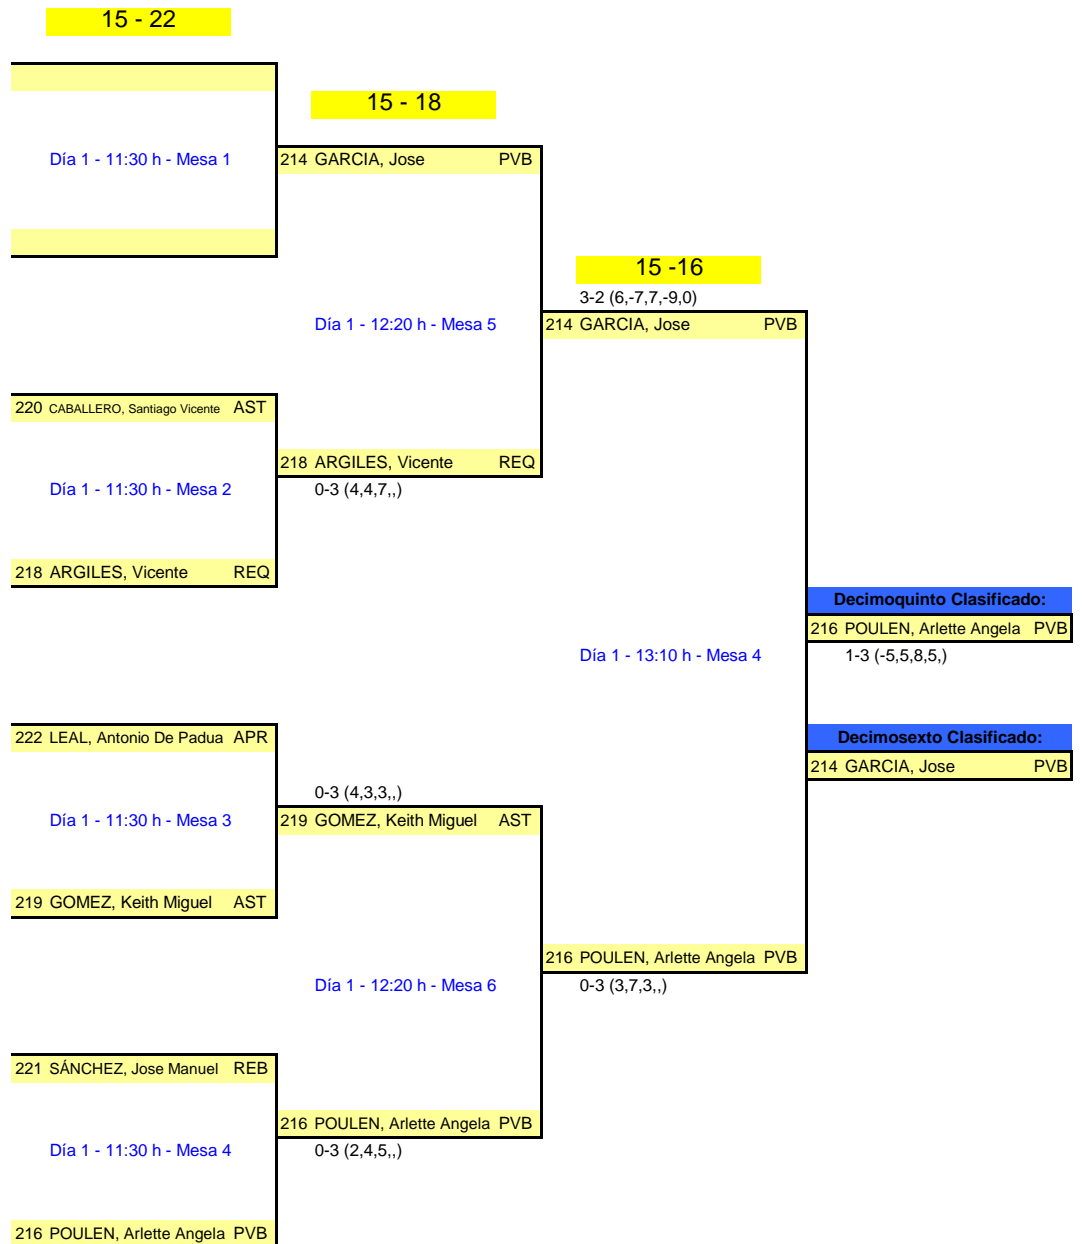 15 - 22
15 - 18
Día 1 - 11:30 h - Mesa 1
214 GARCIA, Jose PVB
15 -16
3-2 (6,-7,7,-9,0)
Día 1 - 12:20 h - Mesa 5
214 GARCIA, Jose PVB
220 CABALLERO, Santiago Vicente AST
218 ARGILES, Vicente REQ
Día 1 - 11:30 h - Mesa 2
0-3 (4,4,7,,)
218 ARGILES, Vicente REQ
Decimoquinto Clasificado:
216 POULEN, Arlette Angela PVB
Día 1 - 13:10 h - Mesa 4
1-3 (-5,5,8,5,)
222 LEAL, Antonio De Padua APR
Decimosexto Clasificado:
214 GARCIA, Jose PVB
0-3 (4,3,3,,)
Día 1 - 11:30 h - Mesa 3
219 GOMEZ, Keith Miguel AST
219 GOMEZ, Keith Miguel AST
216 POULEN, Arlette Angela PVB
Día 1 - 12:20 h - Mesa 6
0-3 (3,7,3,,)
221 SÁNCHEZ, Jose Manuel REB
216 POULEN, Arlette Angela PVB
Día 1 - 11:30 h - Mesa 4
0-3 (2,4,5,,)
216 POULEN, Arlette Angela PVB